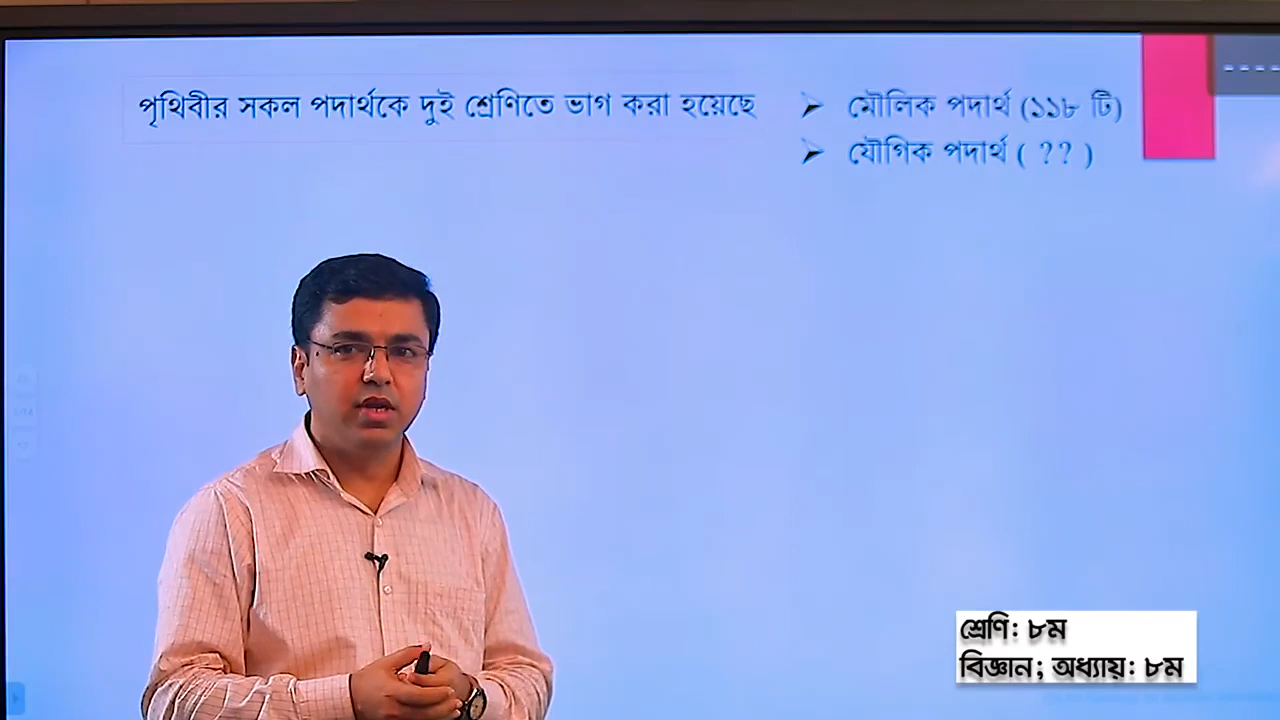 পৃথিবীর সকল পদার্থকে দুই শ্রেণিতে ভাগ করা হয়েছে
➢ মৌলিক পদার্থ (১১৮ টি)
➢ যৌগিক পদার্থ ( ?? )
শ্রেণি: ৮ম
বিজ্ঞান; অধ্যায়: ৮ম